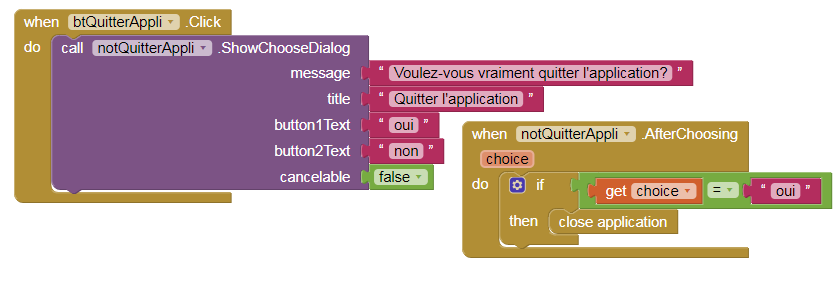 when btQuitterAppli .Click
do call notQuitterAppli .ShowChooseDialog
message " Voulez-vous vraiment quitter l'application? "
title " Quitter l'application "
button1Text " oui "
button2Text " non "
cancelable false
when notQuitterAppli .AfterChoosing
choice
do if get choice = " oui "
then close application